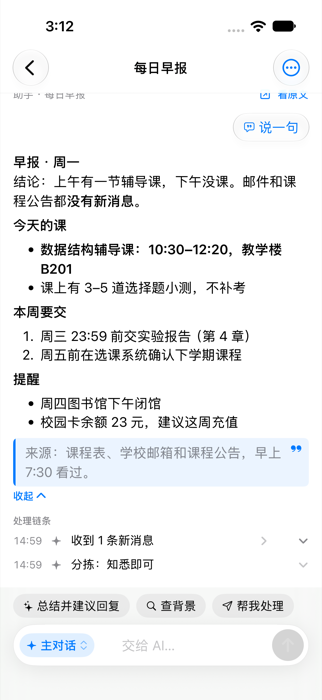 3:12
每日早报
助手 · 每日早报
看原文
说一句
早报 · 周一
结论：上午有一节辅导课，下午没课。邮件和课
程公告都没有新消息。
今天的课
• 数据结构辅导课：10:30–12:20，教学楼
B201
• 课上有 3–5 道选择题小测，不补考
本周要交
1. 周三 23:59 前交实验报告（第 4 章）
2. 周五前在选课系统确认下学期课程
提醒
• 周四图书馆下午闭馆
• 校园卡余额 23 元，建议这周充值
来源：课程表、学校邮箱和课程公告，早上
7:30 看过。
收起
处理链条
14:59 收到 1 条新消息
14:59 分拣：知悉即可
总结并建议回复 查背景 帮我处理
主对话 交给 AI...